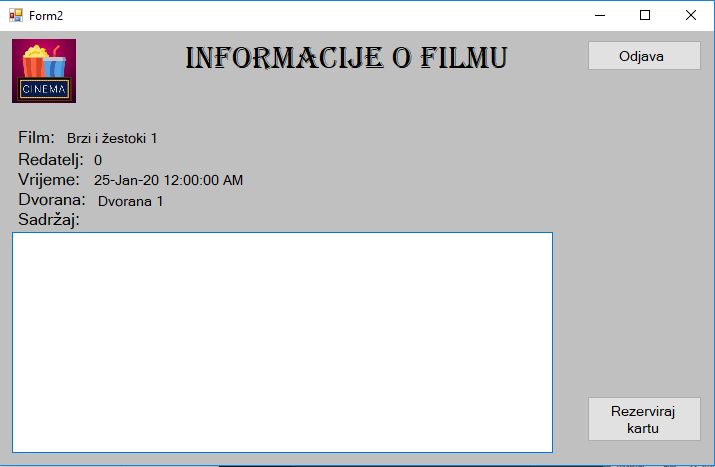 Form2
CINEMA
INFORMACIJE O FILMU
Odjava
Film: Brzi i žestoki 1
Redatelj: 0
Vrijeme: 25-Jan-20 12:00:00 AM
Dvorana: Dvorana 1
Sadržaj:
Rezerviraj
kartu